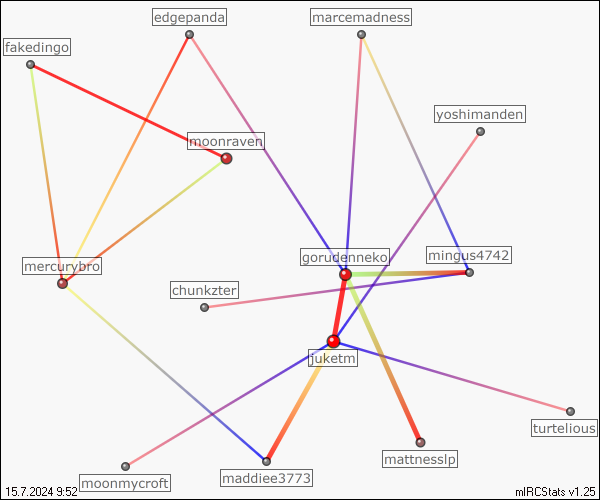 edgepanda
marcemadness
fakedingo
yoshimanden
moonraven
gorudenneko
mingus4742
mercurybro
chunkzter
juketm
turtelious
mattnesslp
maddiee3773
moonmycroft
15.7.2024 9:52
mIRCStats v1.25